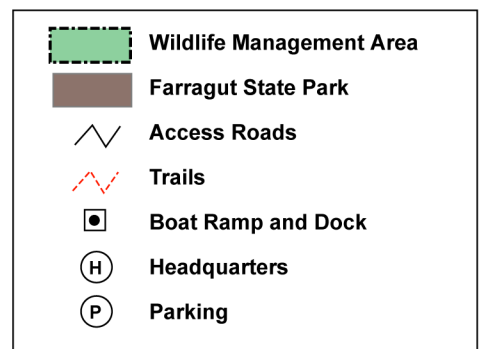 Wildlife Management Area
Farragut State Park
Access Roads
Trails
Boat Ramp and Dock
H Headquarters
P Parking